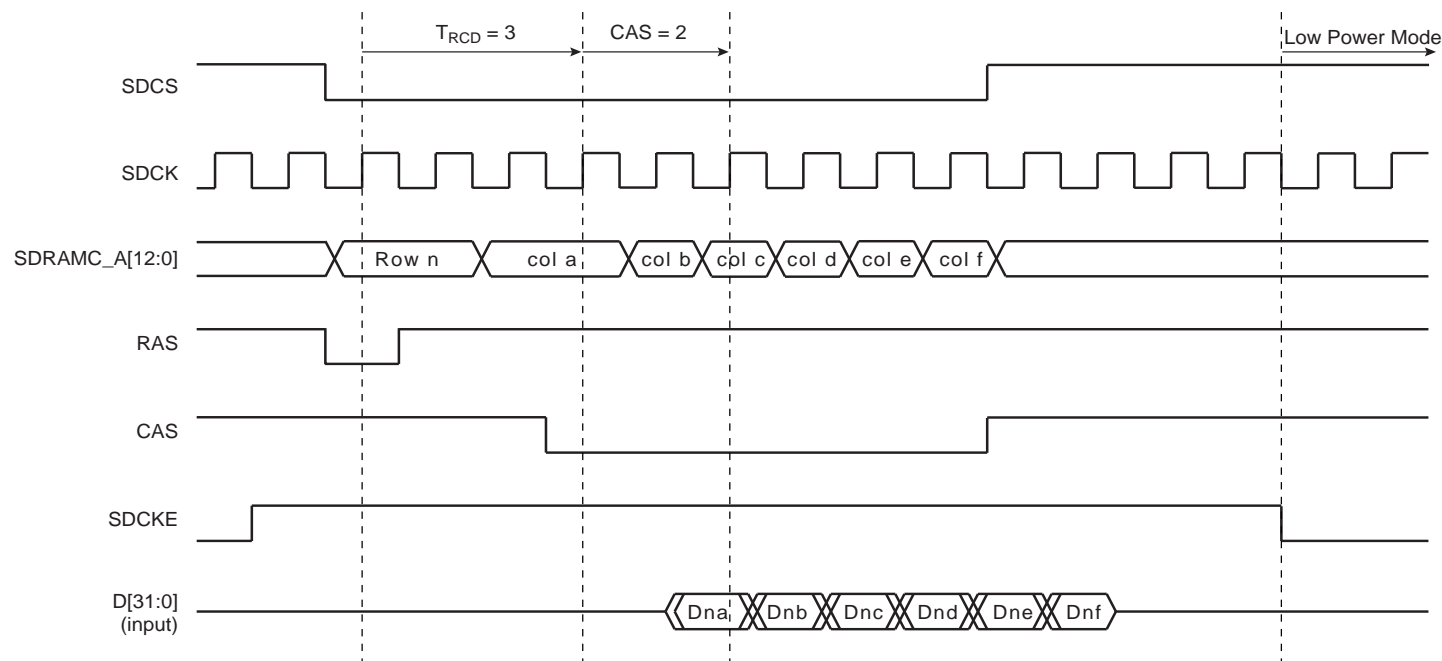 T_RCD = 3
CAS = 2
Low Power Mode
SDCS
SDCK
SDRAMC_A[12:0]
Row n
col a
col b
col c
col d
col e
col f
RAS
CAS
SDCKE
D[31:0]
(input)
Dna
Dnb
Dnc
Dnd
Dne
Dnf